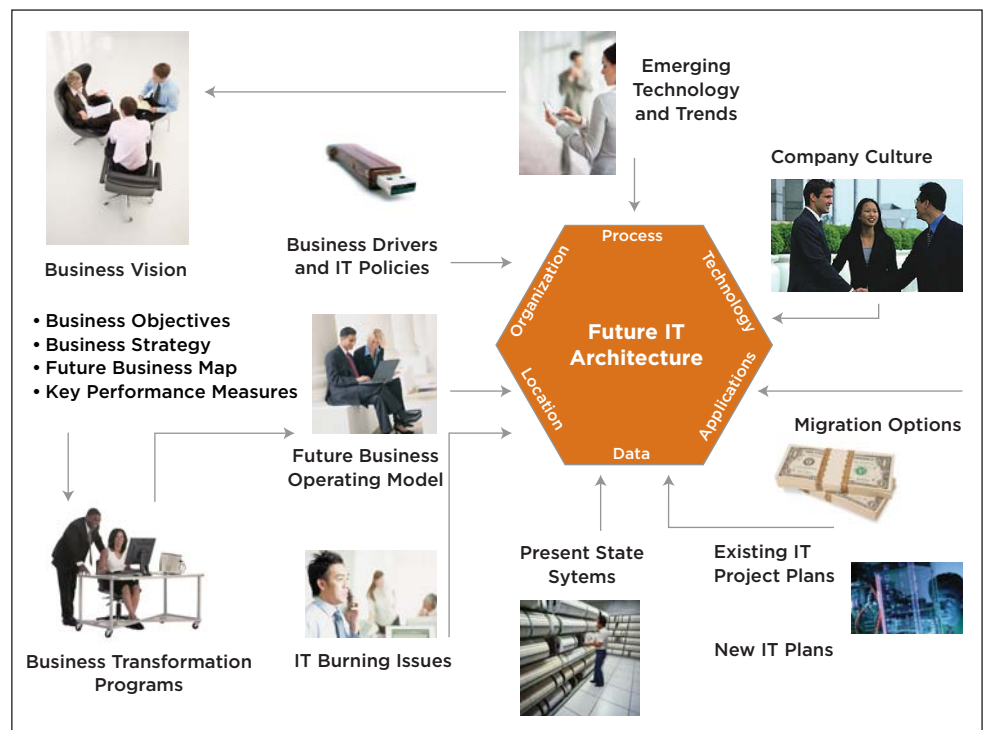 Emerging
Technology
and Trends
Company Culture
Business Vision
Business Drivers
and IT Policies
• Business Objectives
• Business Strategy
• Future Business Map
• Key Performance Measures
Process
Technology
Organization
Future IT
Architecture
Location
Applications
Data
Migration Options
Future Business
Operating Model
Present State
Sytems
Existing IT
Project Plans
New IT Plans
Business Transformation
Programs
IT Burning Issues